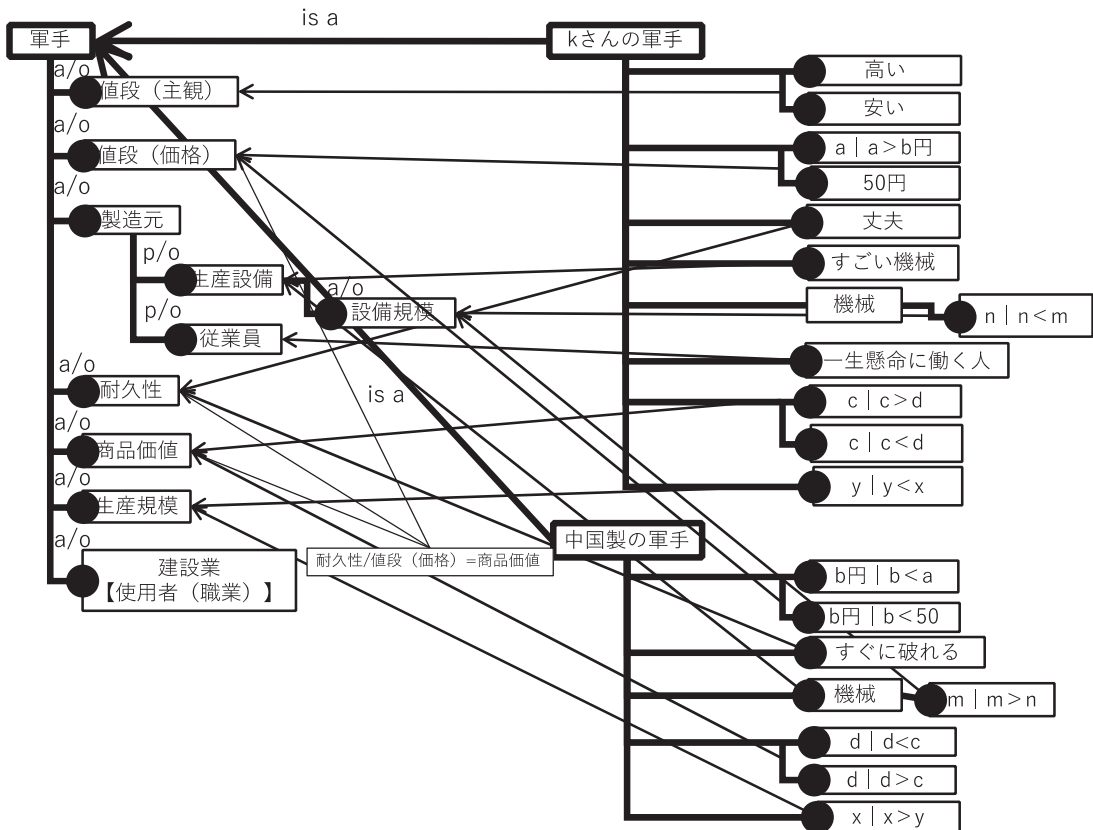 is a
軍手
kさんの軍手
a/o
値段（主観）
高い
安い
a/o
値段（価格）
a｜a>b円
50円
a/o
製造元
丈夫
p/o
生産設備
すごい機械
a/o
設備規模
機械
n｜n<m
p/o
従業員
一生懸命に働く人
a/o
耐久性
is a
c｜c>d
c｜c<d
a/o
商品価値
a/o
生産規模
y｜y<x
a/o
建設業
【使用者（職業）】
耐久性/値段（価格）=商品価値
中国製の軍手
b円｜b<a
b円｜b<50
すぐに破れる
機械
m｜m>n
d｜d<c
d｜d>c
x｜x>y